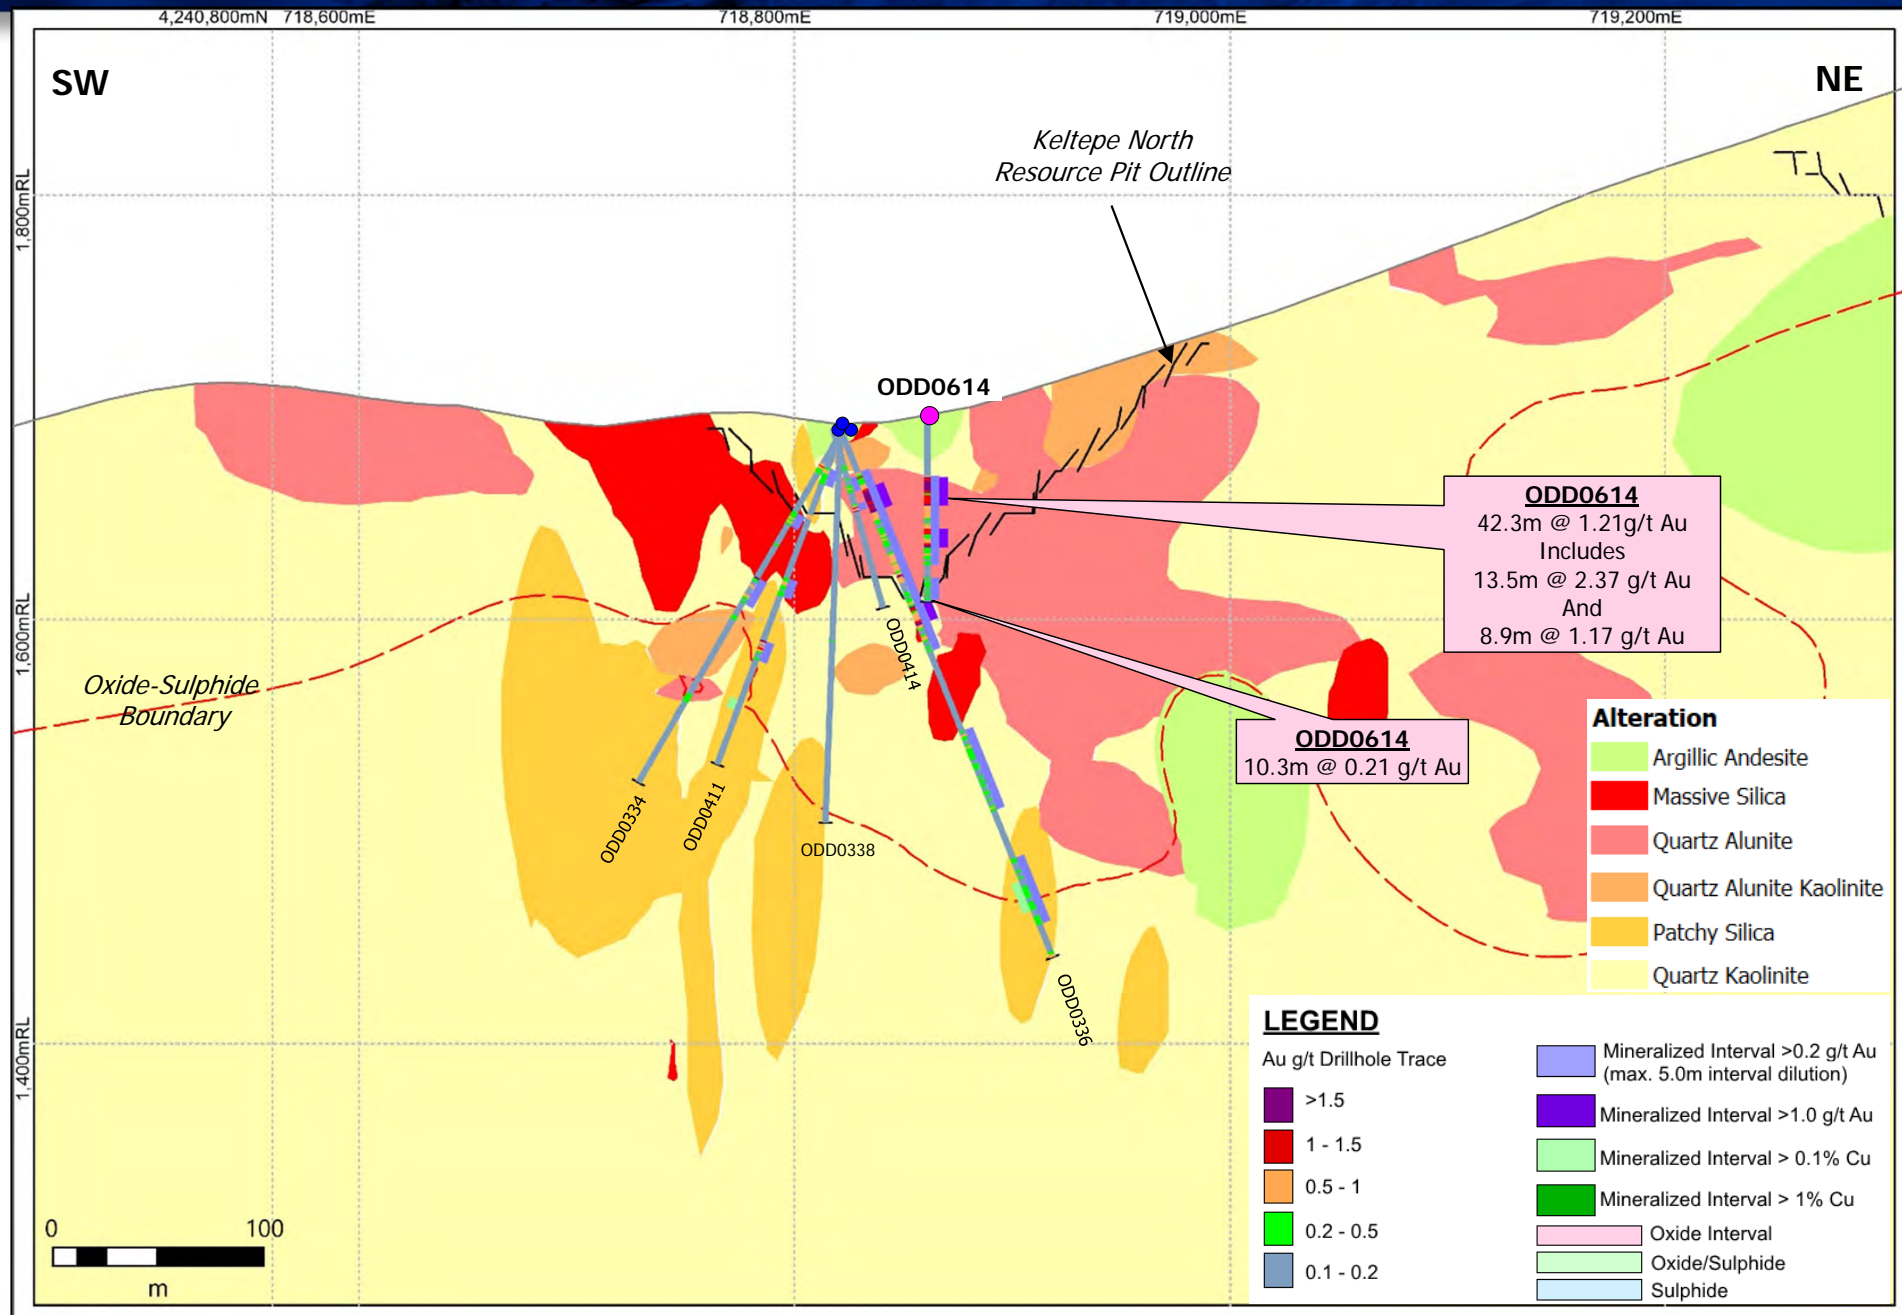 4,240,800mN 718,600mE 718,800mE 719,000mE 719,200mE
SW
NE
Keltepe North
Resource Pit Outline
1,800mRL
ODD0614
ODD0614
42.3m @ 1.21g/t Au
Includes
13.5m @ 2.37 g/t Au
And
8.9m @ 1.17 g/t Au
1,600mRL
Oxide-Sulphide
Boundary
ODD0414
ODD0614
10.3m @ 0.21 g/t Au
ODD0334
ODD0411
ODD0338
ODD0336
Alteration
Argillic Andesite
Massive Silica
Quartz Alunite
Quartz Alunite Kaolinite
Patchy Silica
Quartz Kaolinite
1,400mRL
LEGEND
Au g/t Drillhole Trace
>1.5
1 - 1.5
0.5 - 1
0.2 - 0.5
0.1 - 0.2
Mineralized Interval >0.2 g/t Au
(max. 5.0m interval dilution)
Mineralized Interval >1.0 g/t Au
Mineralized Interval > 0.1% Cu
Mineralized Interval > 1% Cu
Oxide Interval
Oxide/Sulphide
Sulphide
0 100
m